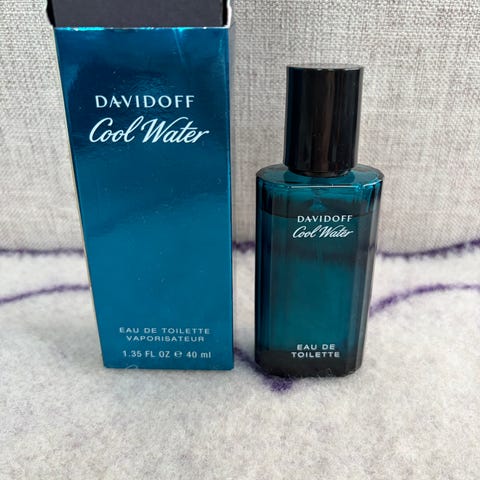 DAVIDOFF
Cool Water
EAU DE TOILETTE
VAPORISATEUR
1.35 FL OZ ℮ 40 ml
DAVIDOFF
Cool Water
EAU DE
TOILETTE